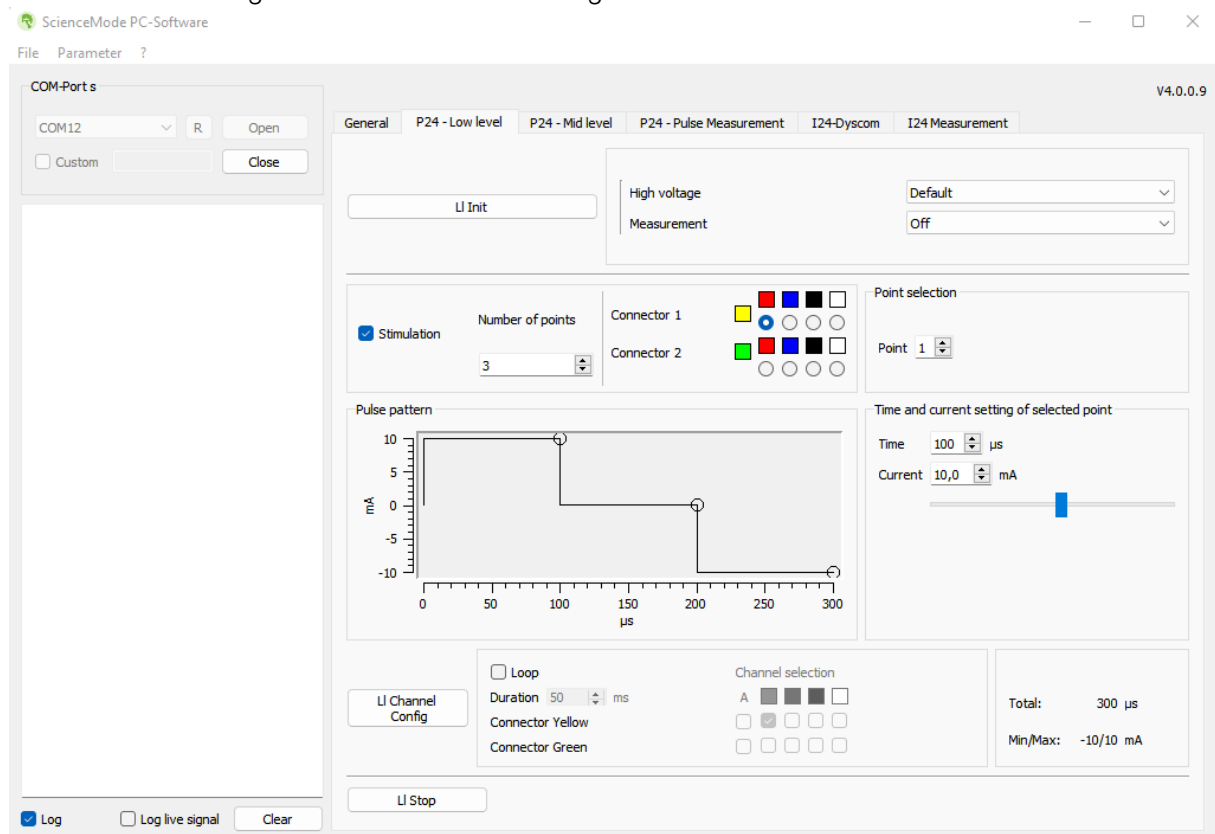 ScienceMode PC-Software
File Parameter ?
COM-Port s
V4.0.0.9
COM12 R Open
Custom Close
General P24 - Low level P24 - Mid level P24 - Pulse Measurement I24-Dyscom I24 Measurement
Ll Init
High voltage Default
Measurement Off
Stimulation
Number of points
3
Connector 1
Connector 2
Point selection
Point 1
Pulse pattern
10
5
0
-5
-10
mA
0 50 100 150 200 250 300
µs
Time and current setting of selected point
Time 100 µs
Current 10,0 mA
Ll Channel
Config
Loop
Duration 50 ms
Connector Yellow
Connector Green
Channel selection
A
Total: 300 µs
Min/Max: -10/10 mA
Ll Stop
Log Log live signal Clear